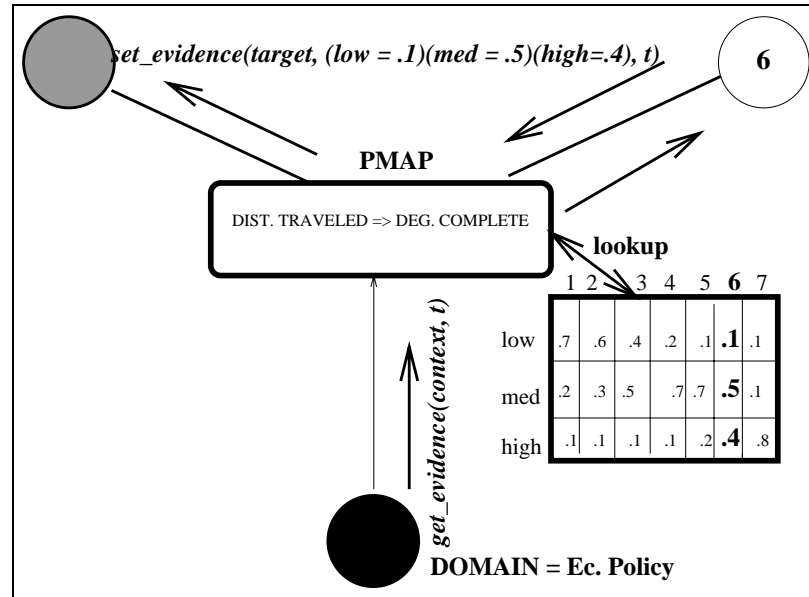 set_evidence(target, (low = .1)(med = .5)(high=.4), t)
6
PMAP
DIST. TRAVELED => DEG. COMPLETE
lookup
1 2 3 4 5 6 7
low .7 .6 .4 .2 .1 .1 .1
med .2 .3 .5 .7 .7 .5 .1
high .1 .1 .1 .1 .2 .4 .8
get_evidence(context, t)
DOMAIN = Ec. Policy